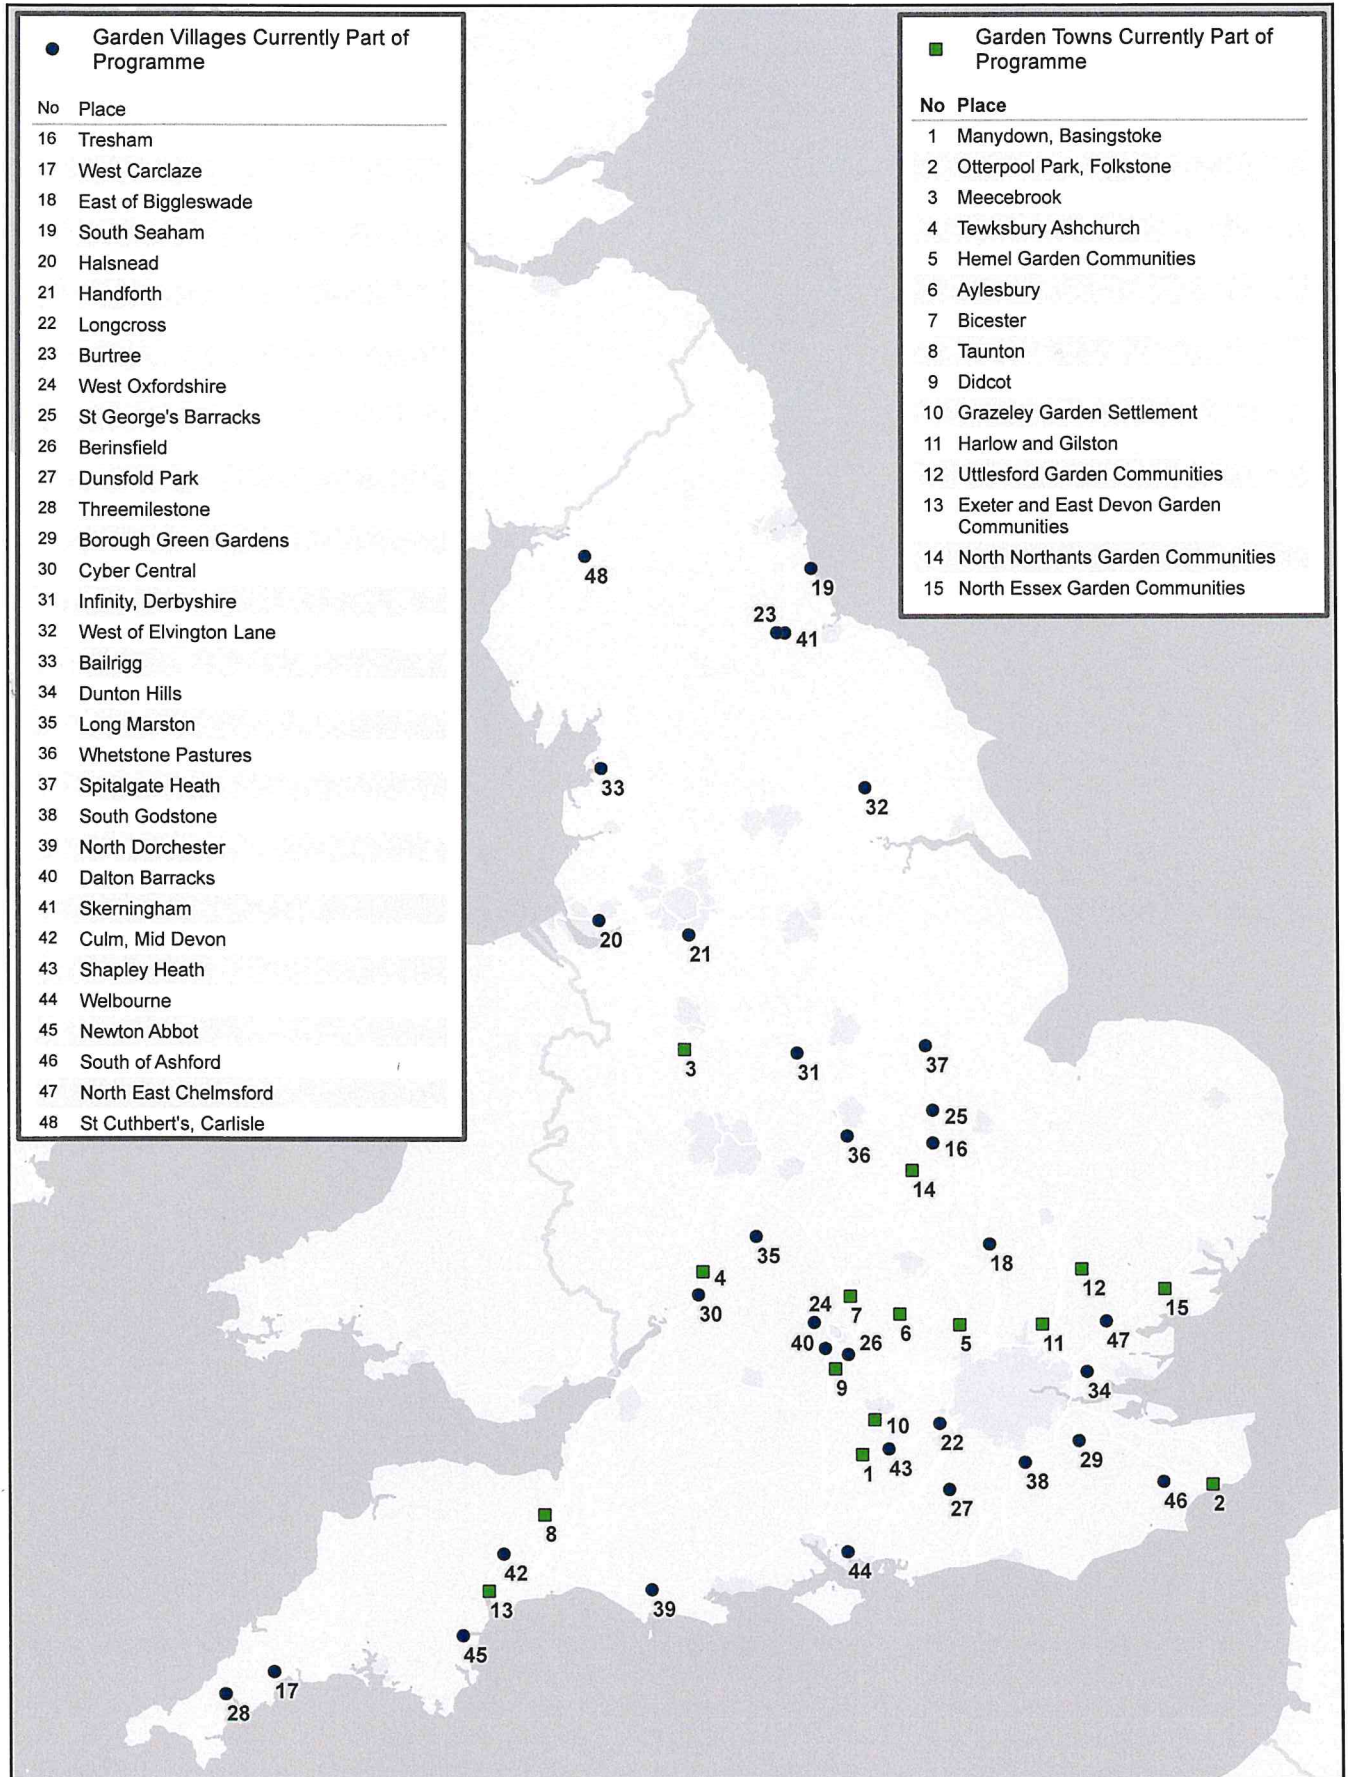 Garden Villages Currently Part of
Programme
No Place
16 Tresham
17 West Carclaze
18 East of Biggleswade
19 South Seaham
20 Halsnead
21 Handforth
22 Longcross
23 Burtree
24 West Oxfordshire
25 St George's Barracks
26 Berinsfield
27 Dunsfold Park
28 Threemilestone
29 Borough Green Gardens
30 Cyber Central
31 Infinity, Derbyshire
32 West of Elvington Lane
33 Bailrigg
34 Dunton Hills
35 Long Marston
36 Whetstone Pastures
37 Spitalgate Heath
38 South Godstone
39 North Dorchester
40 Dalton Barracks
41 Skerningham
42 Culm, Mid Devon
43 Shapley Heath
44 Welbourne
45 Newton Abbot
46 South of Ashford
47 North East Chelmsford
48 St Cuthbert's, Carlisle
Garden Towns Currently Part of
Programme
No Place
1 Manydown, Basingstoke
2 Otterpool Park, Folkstone
3 Meecebrook
4 Tewksbury Ashchurch
5 Hemel Garden Communities
6 Aylesbury
7 Bicester
8 Taunton
9 Didcot
10 Grazeley Garden Settlement
11 Harlow and Gilston
12 Uttlesford Garden Communities
13 Exeter and East Devon Garden
Communities
14 North Northants Garden Communities
15 North Essex Garden Communities
48
19
23
41
33
32
20
21
3
31
37
25
36
16
14
35
18
4
12
30
24
7
6
5
11
15
47
40
26
9
34
10
22
1
43
29
38
27
46
2
8
42
44
13
39
45
17
28